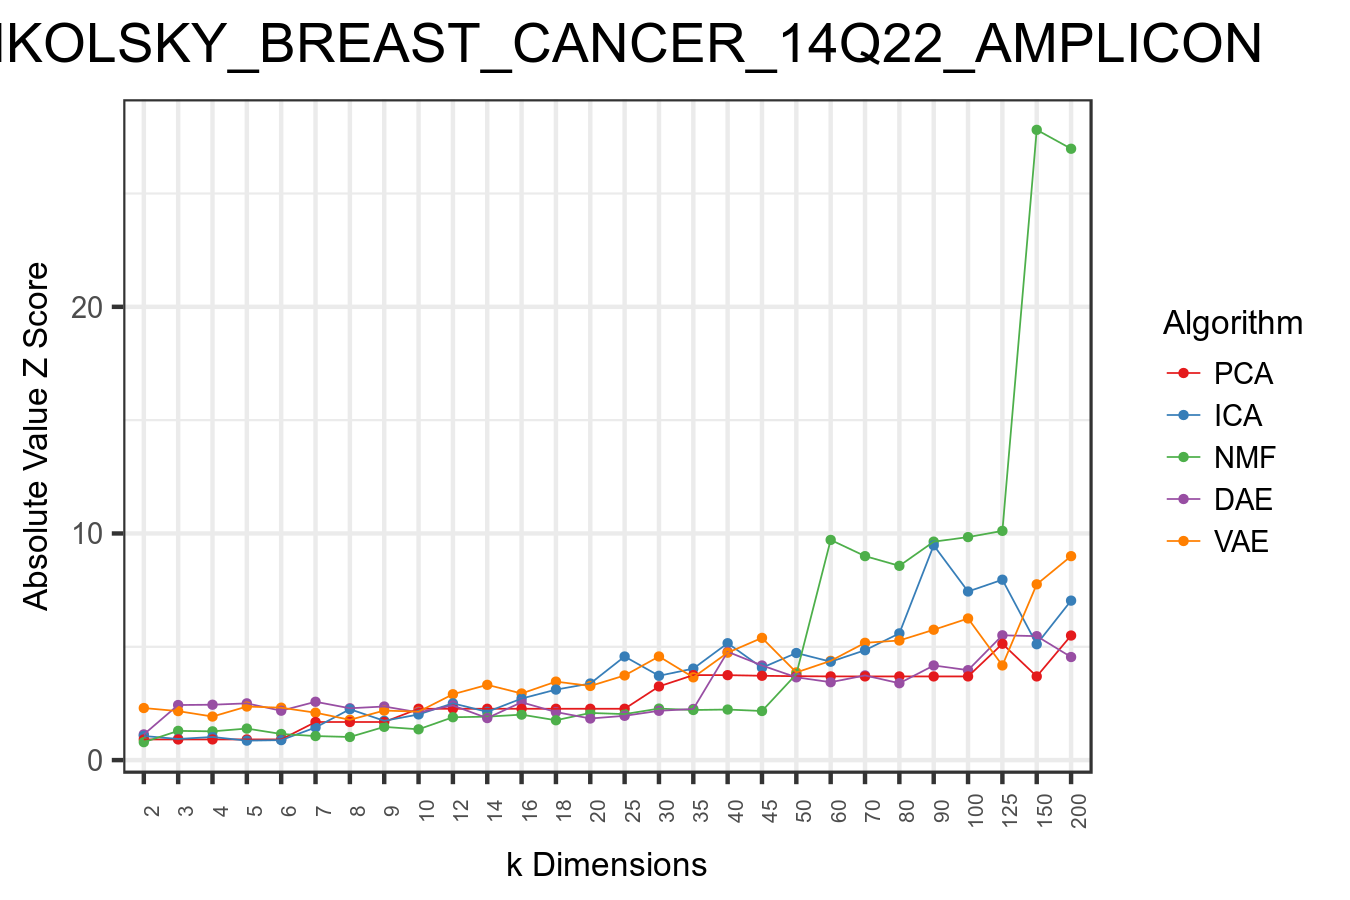 IKOLSKY_BREAST_CANCER_14Q22_AMPLICON
Absolute Value Z Score
20
10
0
2 3 4 5 6 7 8 9 10 12 14 16 18 20 25 30 35 40 45 50 60 70 80 90 100 125 150 200
k Dimensions
Algorithm
PCA
ICA
NMF
DAE
VAE